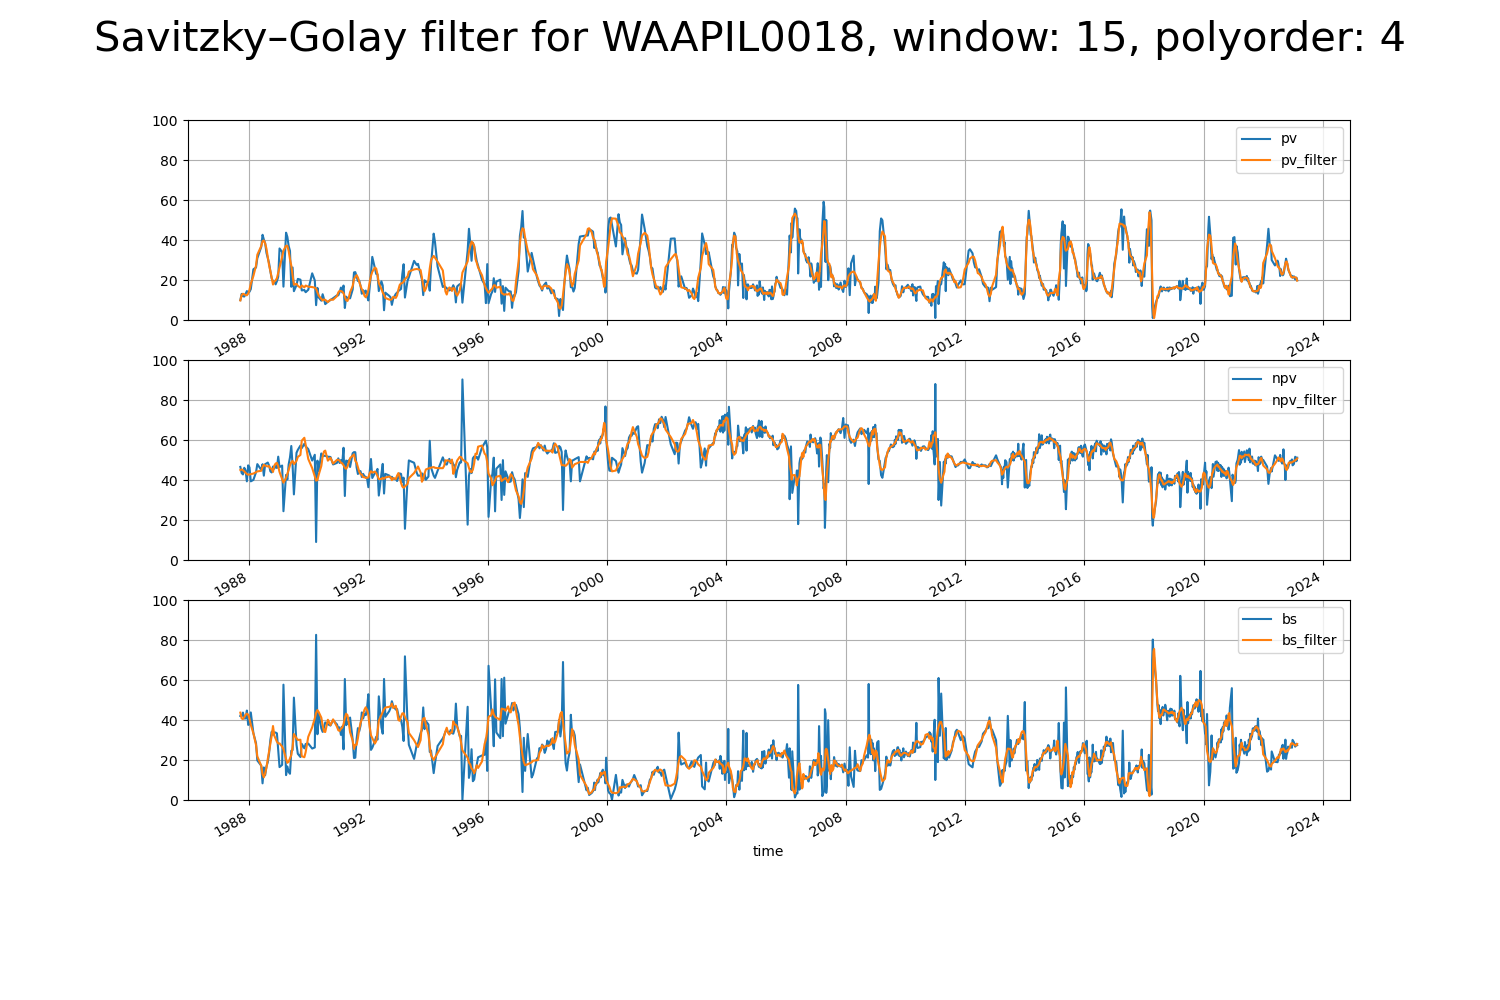 Savitzky–Golay filter for WAAPIL0018, window: 15, polyorder: 4
100
80
60
40
20
0
pv
pv_filter
1988 1992 1996 2000 2004 2008 2012 2016 2020 2024
100
80
60
40
20
0
npv
npv_filter
1988 1992 1996 2000 2004 2008 2012 2016 2020 2024
100
80
60
40
20
0
bs
bs_filter
1988 1992 1996 2000 2004 2008 2012 2016 2020 2024
time